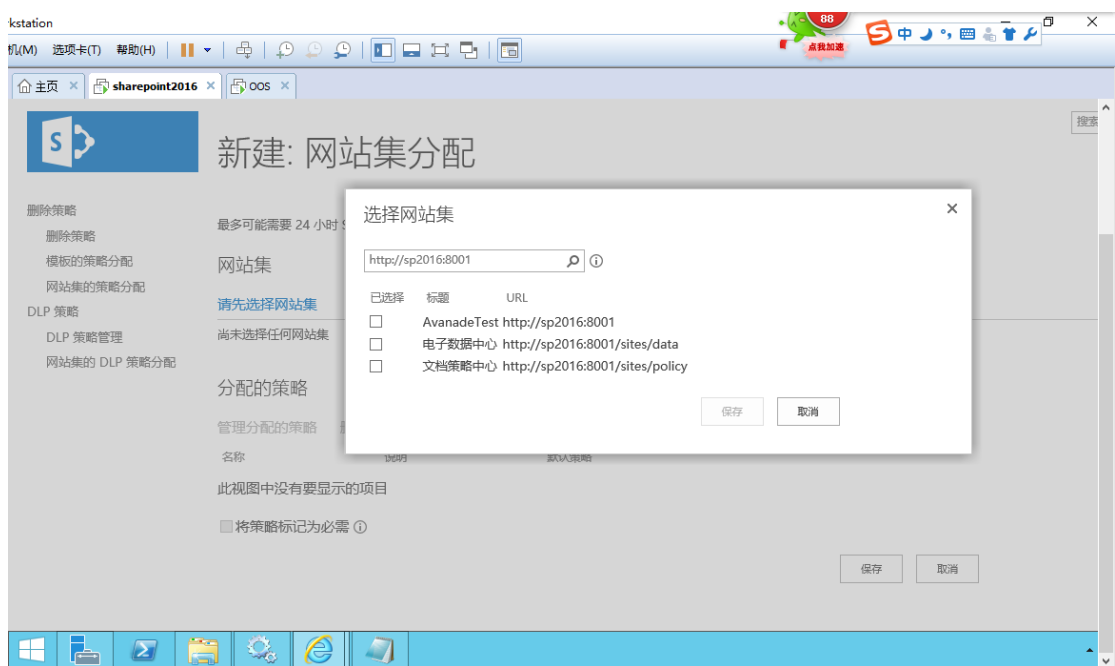 kstation
88
机(M) 选项卡(T) 帮助(H)
点我加速
中
主页 sharepoint2016 OOS
搜索
新建: 网站集分配
删除策略
删除策略
模板的策略分配
网站集的策略分配
DLP 策略
DLP 策略管理
网站集的 DLP 策略分配
最多可能需要 24 小时
网站集
请先选择网站集
尚未选择任何网站集
分配的策略
管理分配的策略
名称 说明 默认策略
此视图中没有要显示的项目
将策略标记为必需
保存 取消
选择网站集
http://sp2016:8001
已选择 标题 URL
AvanadeTest http://sp2016:8001
电子数据中心 http://sp2016:8001/sites/data
文档策略中心 http://sp2016:8001/sites/policy
保存 取消